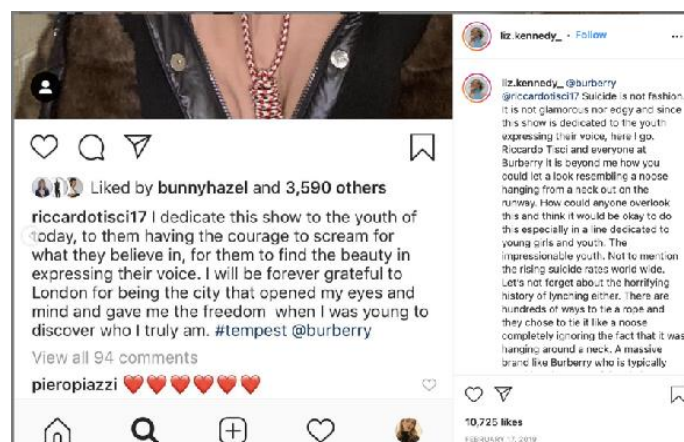 Liked by bunnyhazel and 3,590 others
riccardotisci17 I dedicate this show to the youth of
today, to them having the courage to scream for
what they believe in, for them to find the beauty in
expressing their voice. I will be forever grateful to
London for being the city that opened my eyes and
mind and gave me the freedom when I was young to
discover who I truly am. #tempest @burberry
View all 94 comments
pieropiazzi ❤️❤️❤️❤️❤️❤️
liz.kennedy_ • Follow
liz.kennedy_ @burberry
@riccardotisci17 Suicide is not fashion.
It is not glamorous nor edgy and since
this show is dedicated to the youth
expressing their voice, here I go.
Riccardo Tisci and everyone at
Burberry it is beyond me how you
could let a look resembling a noose
hanging from a neck out on the
runway. How could anyone overlook
this and think it would be okay to do
this especially in a line dedicated to
young girls and youth. The
impressionable youth. Not to mention
the rising suicide rates world wide.
Let's not forget about the horrifying
history of lynching either. There are
hundreds of ways to tie a rope and
they chose to tie it like a noose
completely ignoring the fact that it was
hanging around a neck. A massive
brand like Burberry who is typically
10,725 likes
FEBRUARY 17, 2019